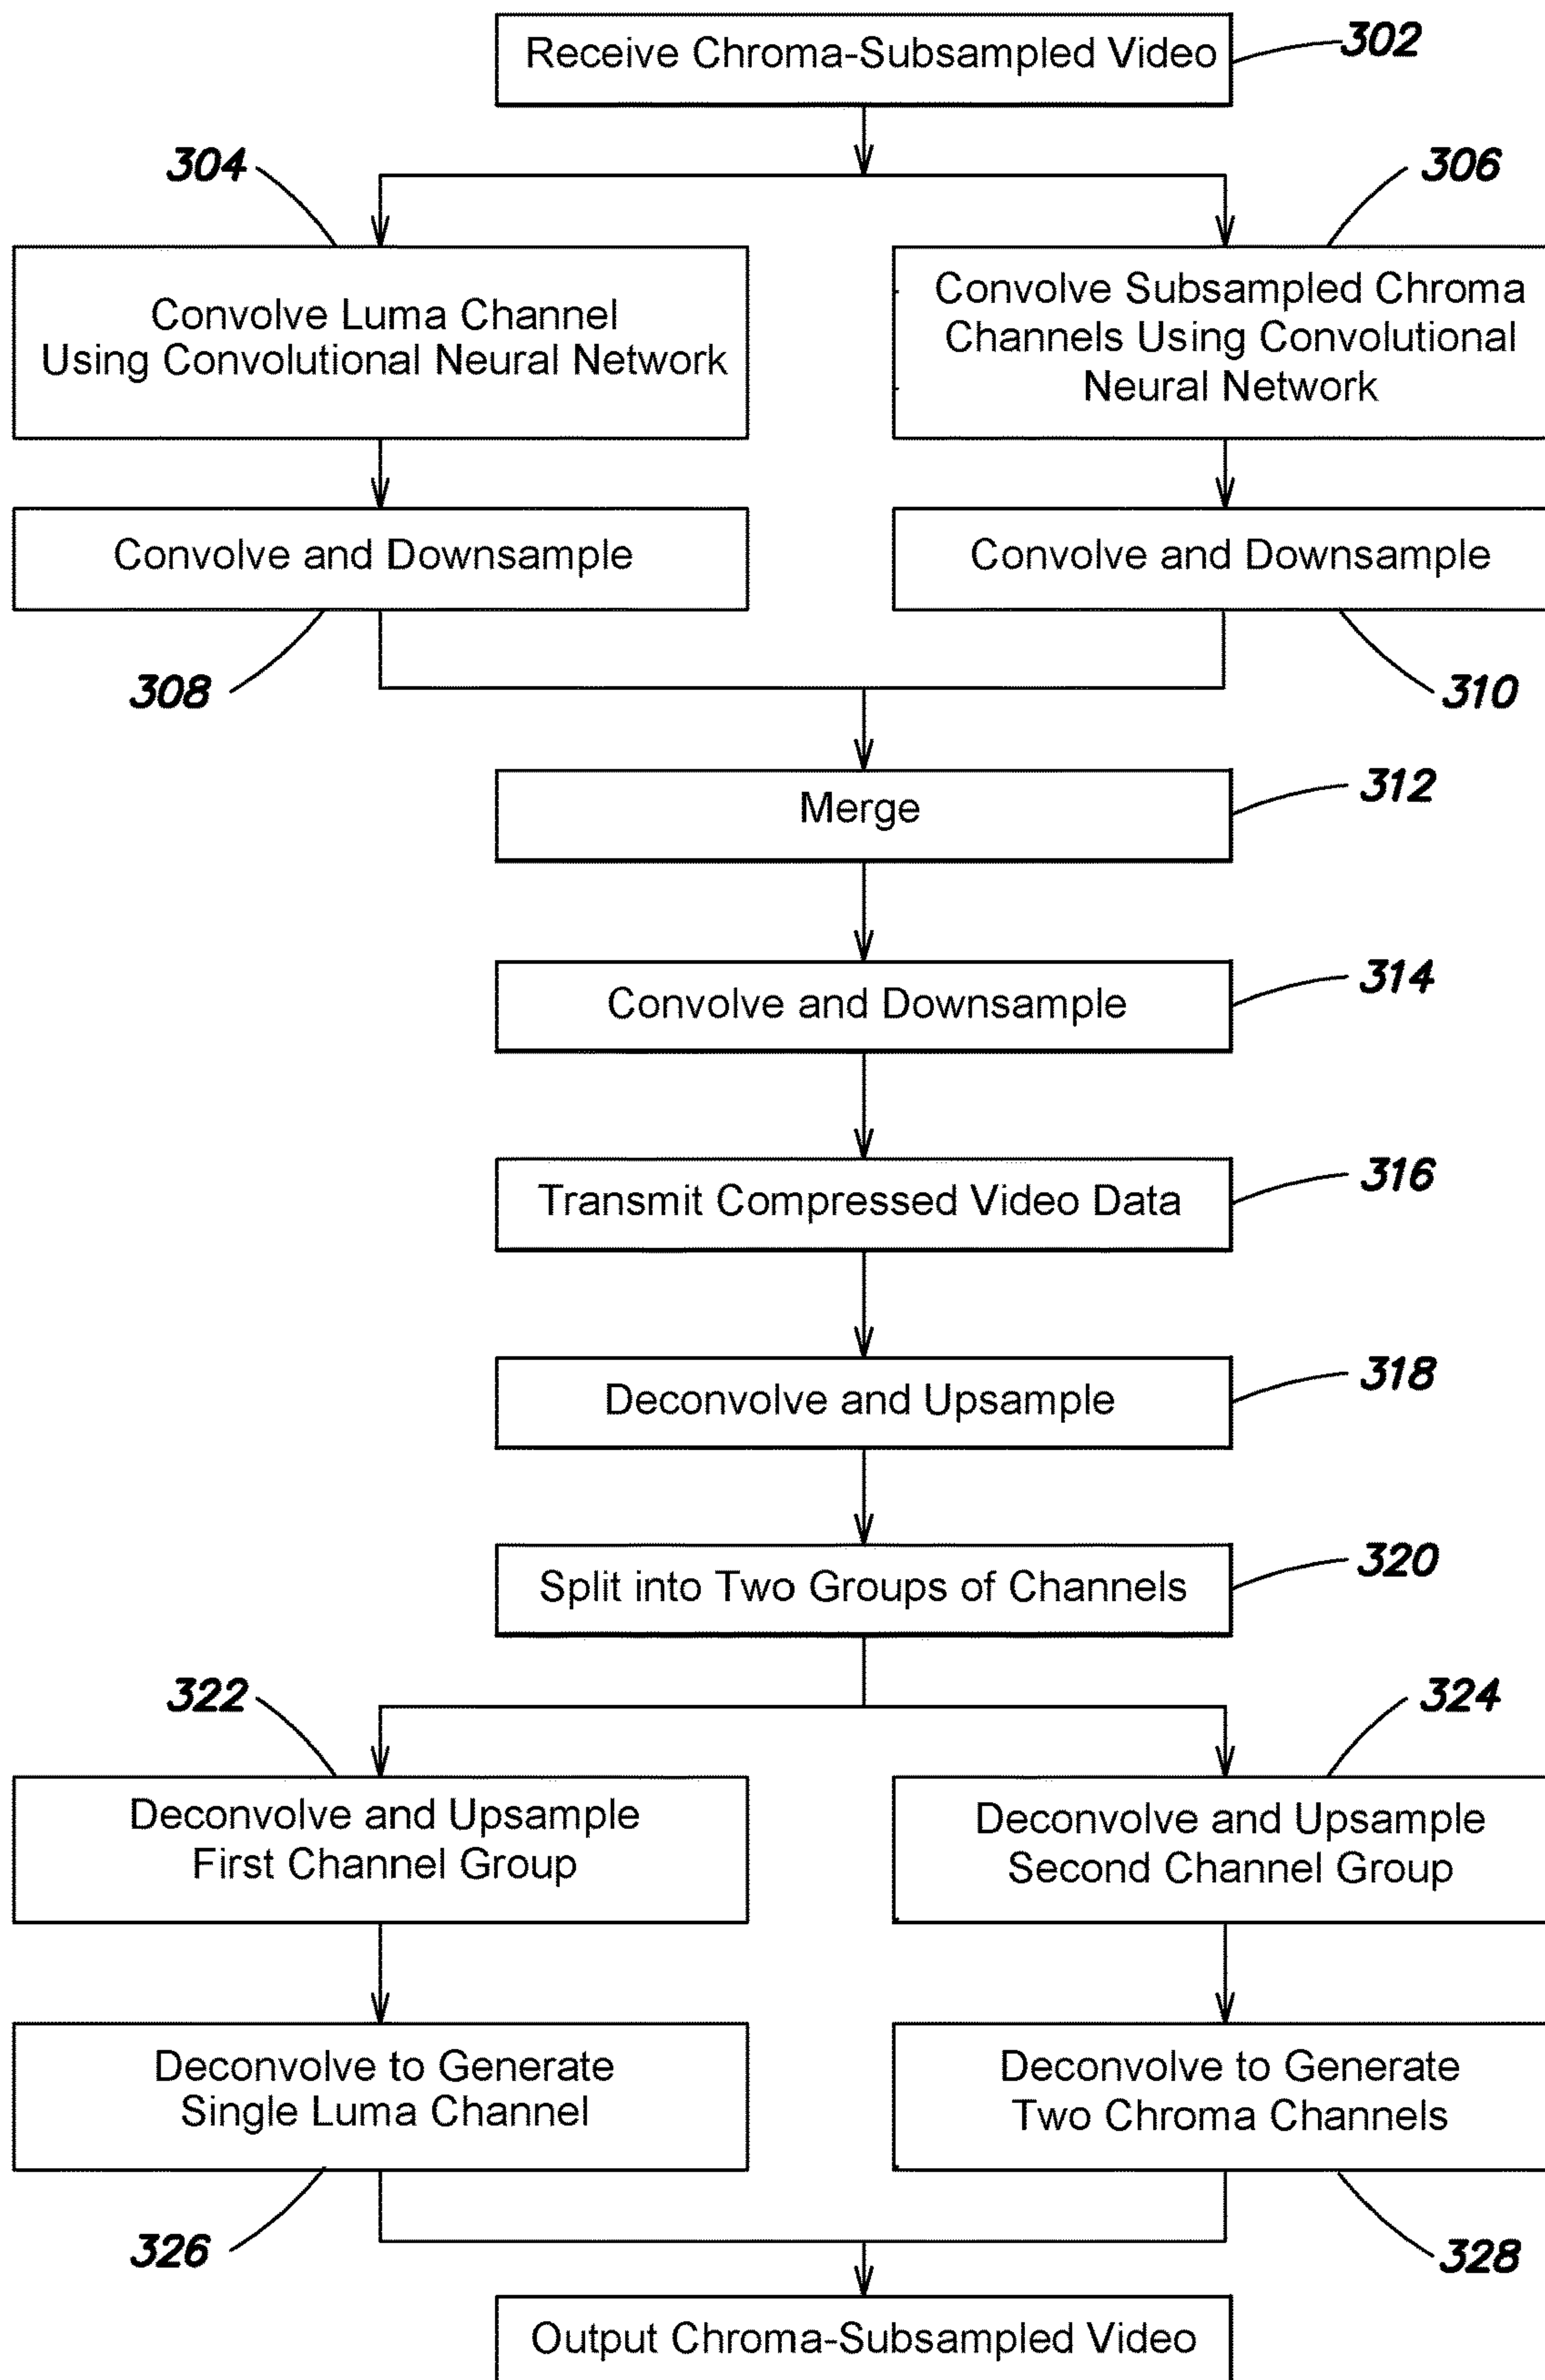 Receive Chroma-Subsampled Video
302
304
306
Convolve Luma Channel
Using Convolutional Neural Network
Convolve Subsampled Chroma
Channels Using Convolutional
Neural Network
Convolve and Downsample
Convolve and Downsample
308
310
Merge
312
Convolve and Downsample
314
Transmit Compressed Video Data
316
Deconvolve and Upsample
318
Split into Two Groups of Channels
320
322
324
Deconvolve and Upsample
First Channel Group
Deconvolve and Upsample
Second Channel Group
Deconvolve to Generate
Single Luma Channel
Deconvolve to Generate
Two Chroma Channels
326
328
Output Chroma-Subsampled Video